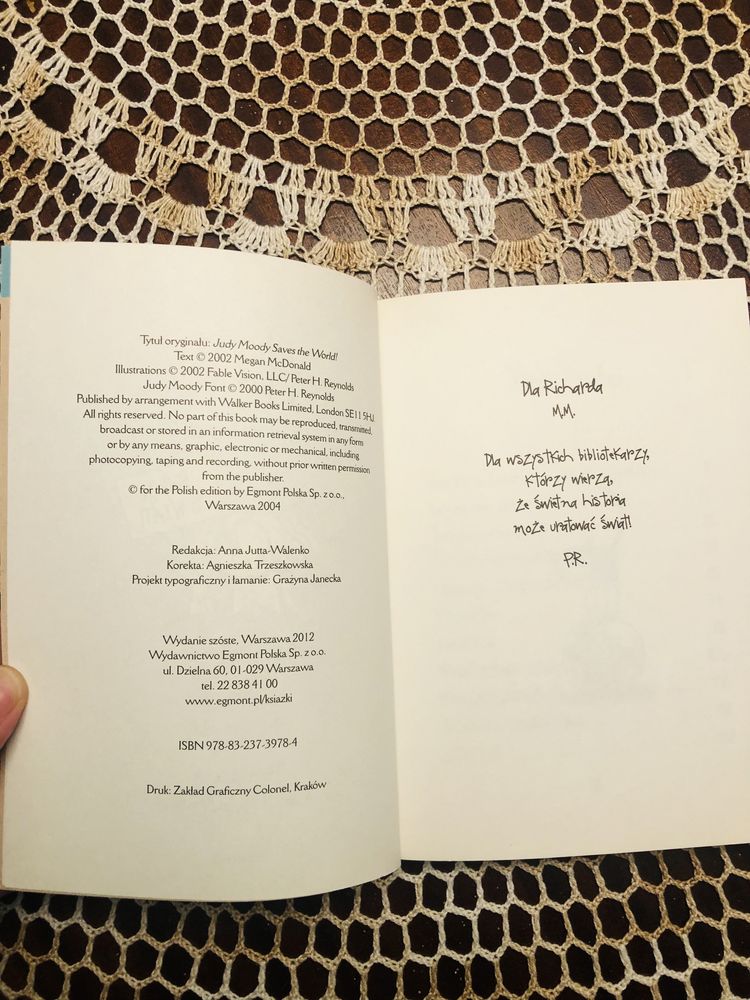 Tytuł oryginału: Judy Moody Saves the World!
Text © 2002 Megan McDonald
Illustrations © 2002 Fable Vision, LLC/ Peter H. Reynolds
Judy Moody Font © 2000 Peter H. Reynolds
Published by arrangement with Walker Books Limited, London SE11 5HJ
All rights reserved. No part of this book may be reproduced, transmitted,
broadcast or stored in an information retrieval system in any form
or by any means, graphic, electronic or mechanical, including
photocopying, taping and recording, without prior written permission
from the publisher.
© for the Polish edition by Egmont Polska Sp. z o.o.,
Warszawa 2004
Redakcja: Anna Jutta-Walenko
Korekta: Agnieszka Trzeszkowska
Projekt typograficzny i łamanie: Grażyna Janecka
Wydanie szóste, Warszawa 2012
Wydawnictwo Egmont Polska Sp. z o.o.
ul. Dzielna 60, 01-029 Warszawa
tel. 22 838 41 00
www.egmont.pl/ksiazki
ISBN 978-83-237-3978-4
Druk: Zakład Graficzny Colonel, Kraków
Dla Richarda
M.M.
Dla wszystkich bibliotekarzy,
którzy wierzą,
że świetna historia
może uratować świat!
P.R.